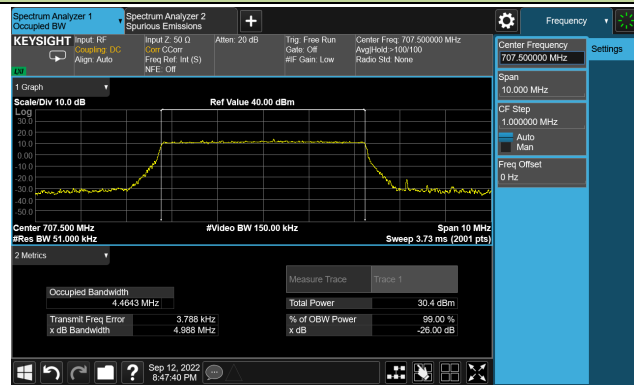 Spectrum Analyzer 1
Occupied BW
Spectrum Analyzer 2
Spurious Emissions
Frequency
KEYSIGHT
Input: RF
Coupling: DC
Align: Auto
Input Z: 50 Ω
Corr CCorr
Freq Ref: Int (S)
NFE: Off
Atten: 20 dB
Trig: Free Run
Gate: Off
#IF Gain: Low
Center Freq: 707.500000 MHz
Avg|Hold:>100/100
Radio Std: None
LXI
Center Frequency
707.500000 MHz
Settings
Span
10.000 MHz
CF Step
1.000000 MHz
Auto
Man
Freq Offset
0 Hz
1 Graph
Scale/Div 10.0 dB
Ref Value 40.00 dBm
Log
30.0
20.0
10.0
0.00
-10.0
-20.0
-30.0
-40.0
-50.0
Center 707.500 MHz
#Video BW 150.00 kHz
Span 10 MHz
#Res BW 51.000 kHz
Sweep 3.73 ms (2001 pts)
2 Metrics
Measure Trace
Trace 1
Occupied Bandwidth
4.4643 MHz
Total Power
30.4 dBm
Transmit Freq Error
3.788 kHz
% of OBW Power
99.00 %
x dB Bandwidth
4.988 MHz
x dB
-26.00 dB
?
Sep 12, 2022
8:47:40 PM